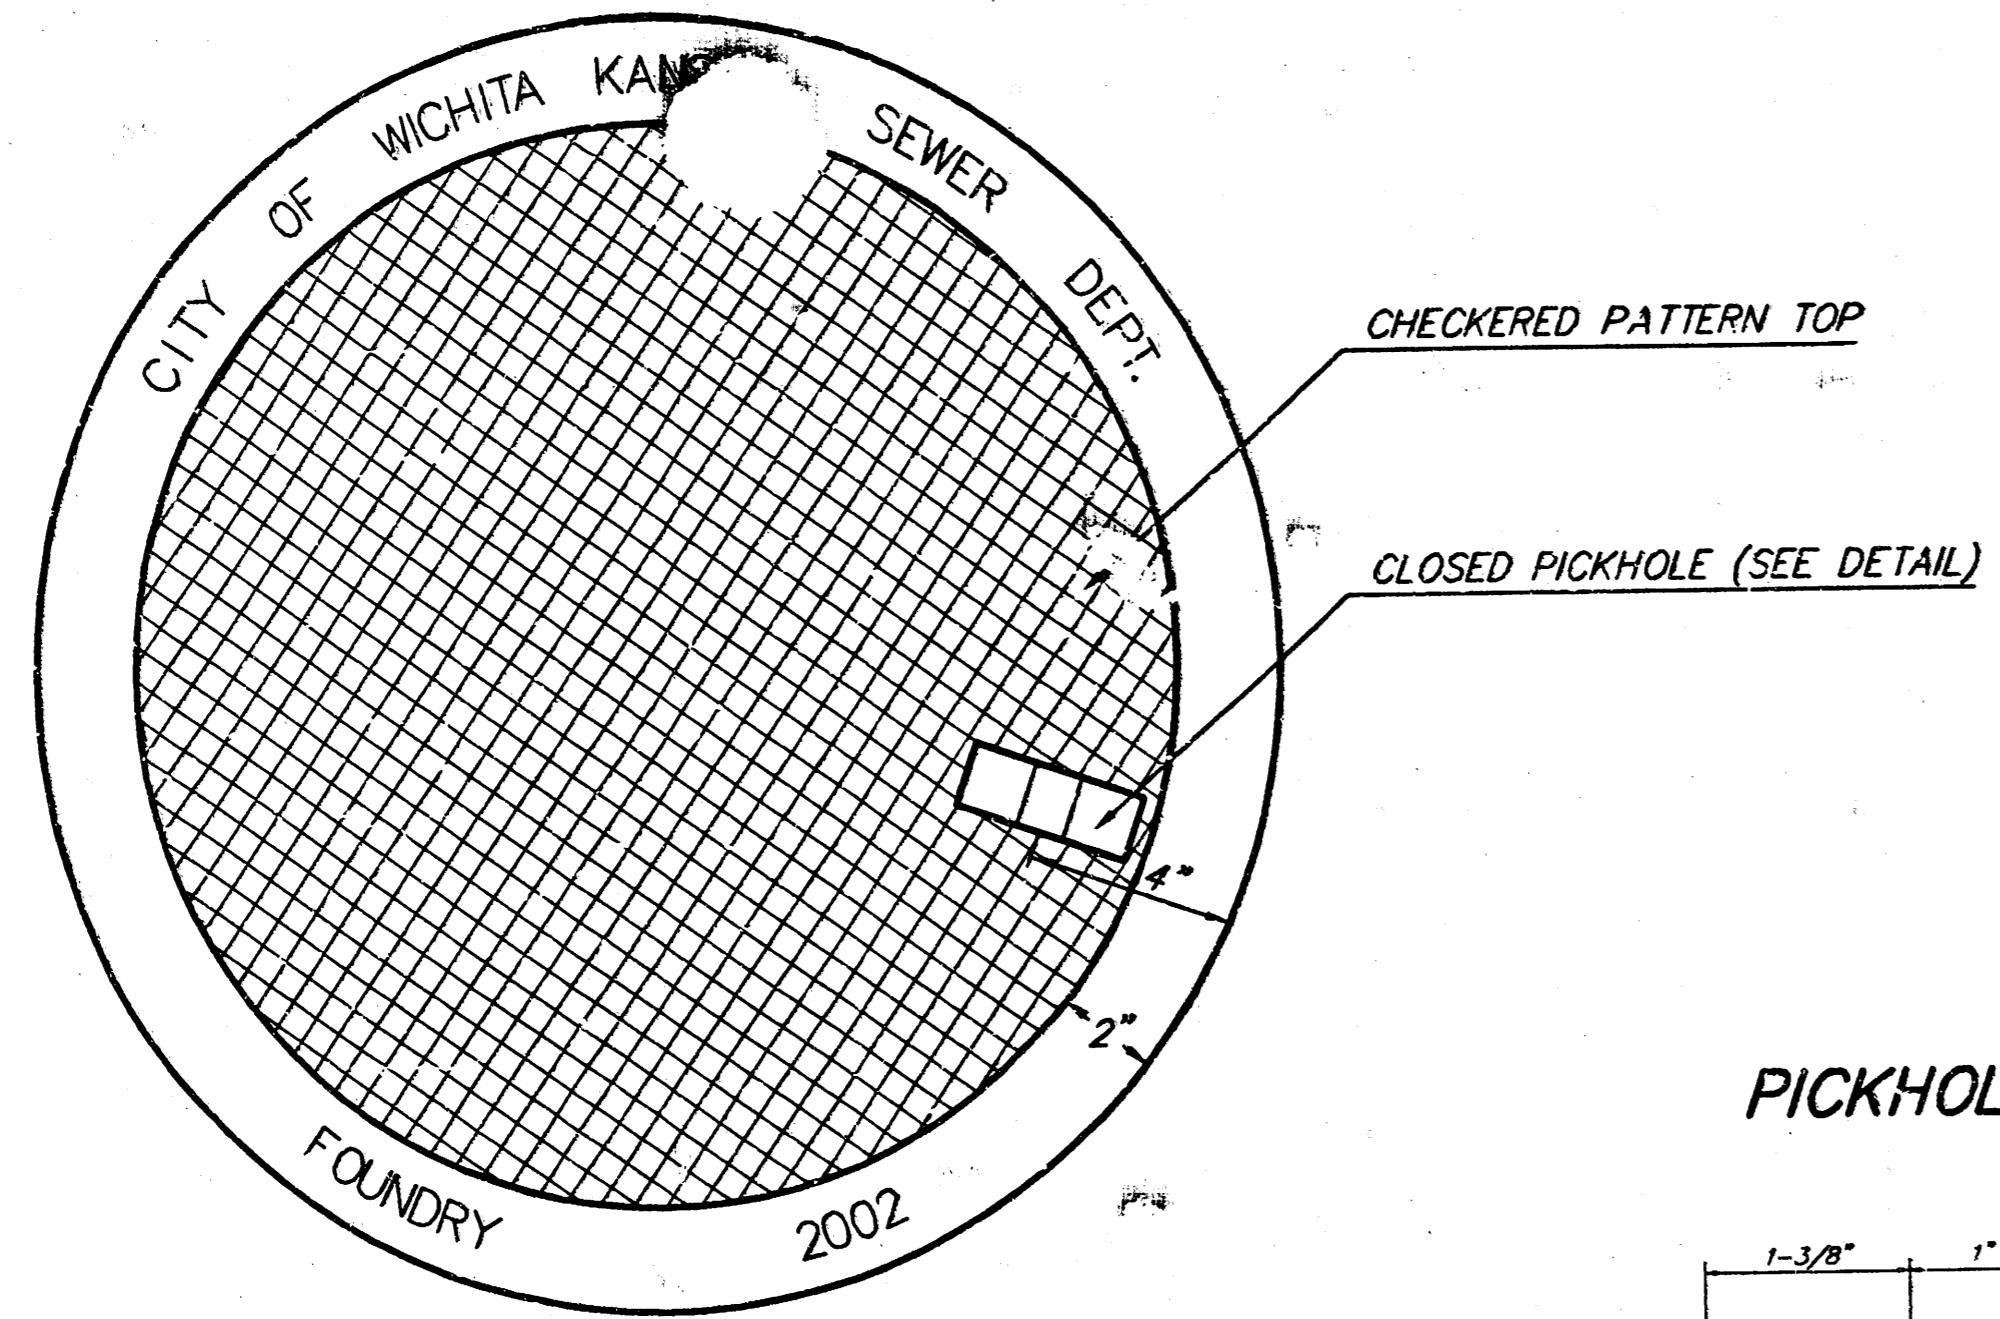 CITY OF WICHITA SEWER DEPT.
CHECKERED PATTERN TOP
CLOSED PICKHOLE (SEE DETAIL)
4"
2"
FOUNDRY 2002
1-3/8"
1"